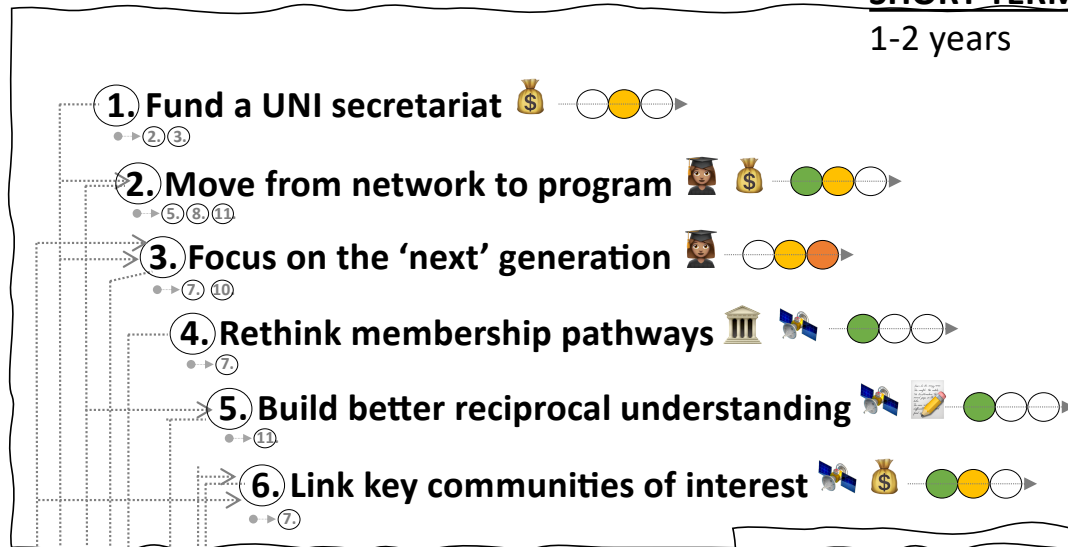 SHORT TERM
1-2 years
1. Fund a UNI secretariat
2. 3.
2. Move from network to program
5. 8. 11.
3. Focus on the ‘next’ generation
7. 10.
4. Rethink membership pathways
7.
5. Build better reciprocal understanding
11.
6. Link key communities of interest
7.